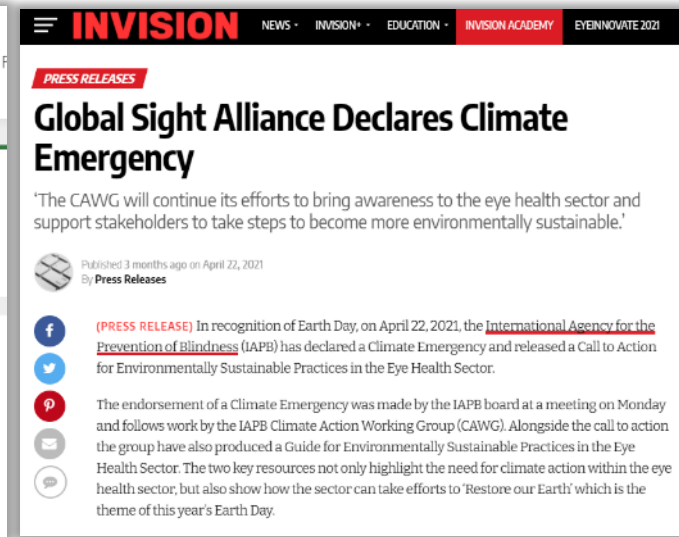 INVISION
NEWS - INVISION+ - EDUCATION - INVISION ACADEMY EYEINNOVATE 2021
PRESS RELEASES
Global Sight Alliance Declares Climate
Emergency
‘The CAWG will continue its efforts to bring awareness to the eye health sector and
support stakeholders to take steps to become more environmentally sustainable.’
Published 3 months ago on April 22, 2021
By Press Releases
(PRESS RELEASE) In recognition of Earth Day, on April 22, 2021, the International Agency for the
Prevention of Blindness (IAPB) has declared a Climate Emergency and released a Call to Action
for Environmentally Sustainable Practices in the Eye Health Sector.
The endorsement of a Climate Emergency was made by the IAPB board at a meeting on Monday
and follows work by the IAPB Climate Action Working Group (CAWG). Alongside the call to action
the group have also produced a Guide for Environmentally Sustainable Practices in the Eye
Health Sector. The two key resources not only highlight the need for climate action within the eye
health sector, but also show how the sector can take efforts to ‘Restore our Earth’ which is the
theme of this year’s Earth Day.